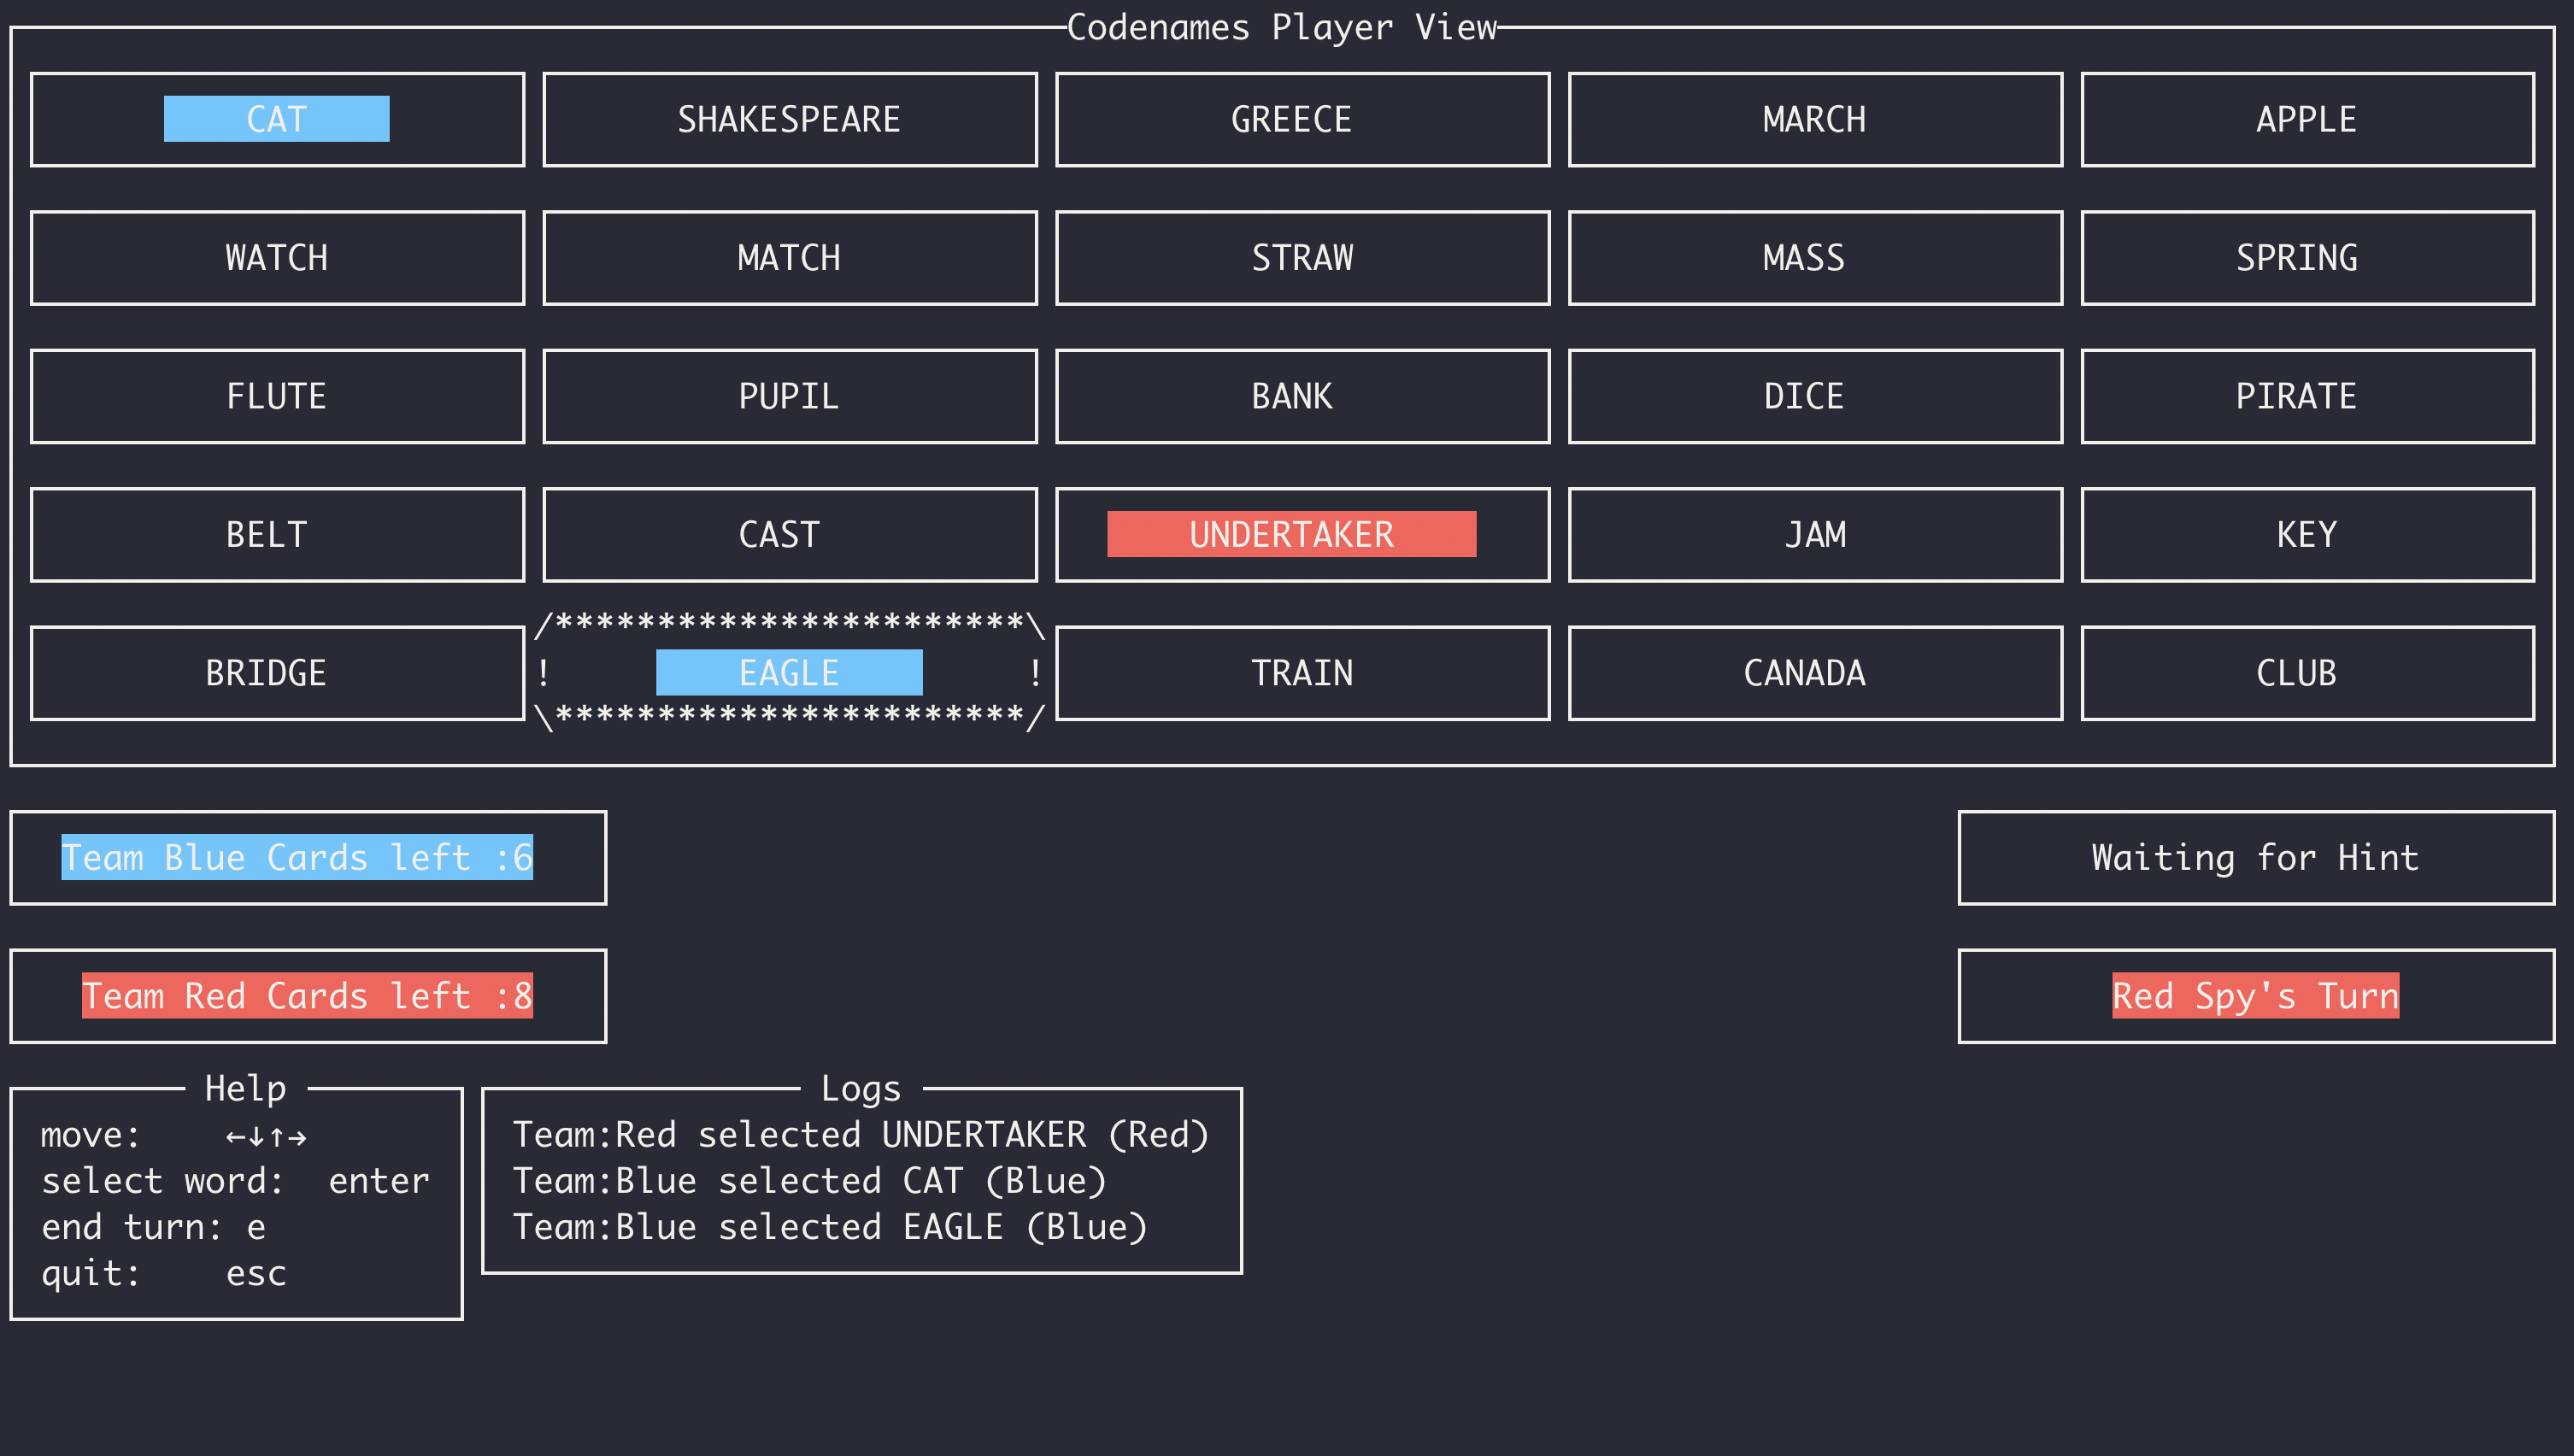 Codenames Player View
CAT SHAKESPEARE GREECE MARCH APPLE
WATCH MATCH STRAW MASS SPRING
FLUTE PUPIL BANK DICE PIRATE
BELT CAST UNDERTAKER JAM KEY
/***********************\
BRIDGE ! EAGLE ! TRAIN CANADA CLUB
\***********************/
Team Blue Cards left :6
Waiting for Hint
Team Red Cards left :8
Red Spy's Turn
Help
move: ←↓↑→
select word: enter
end turn: e
quit: esc
Logs
Team:Red selected UNDERTAKER (Red)
Team:Blue selected CAT (Blue)
Team:Blue selected EAGLE (Blue)